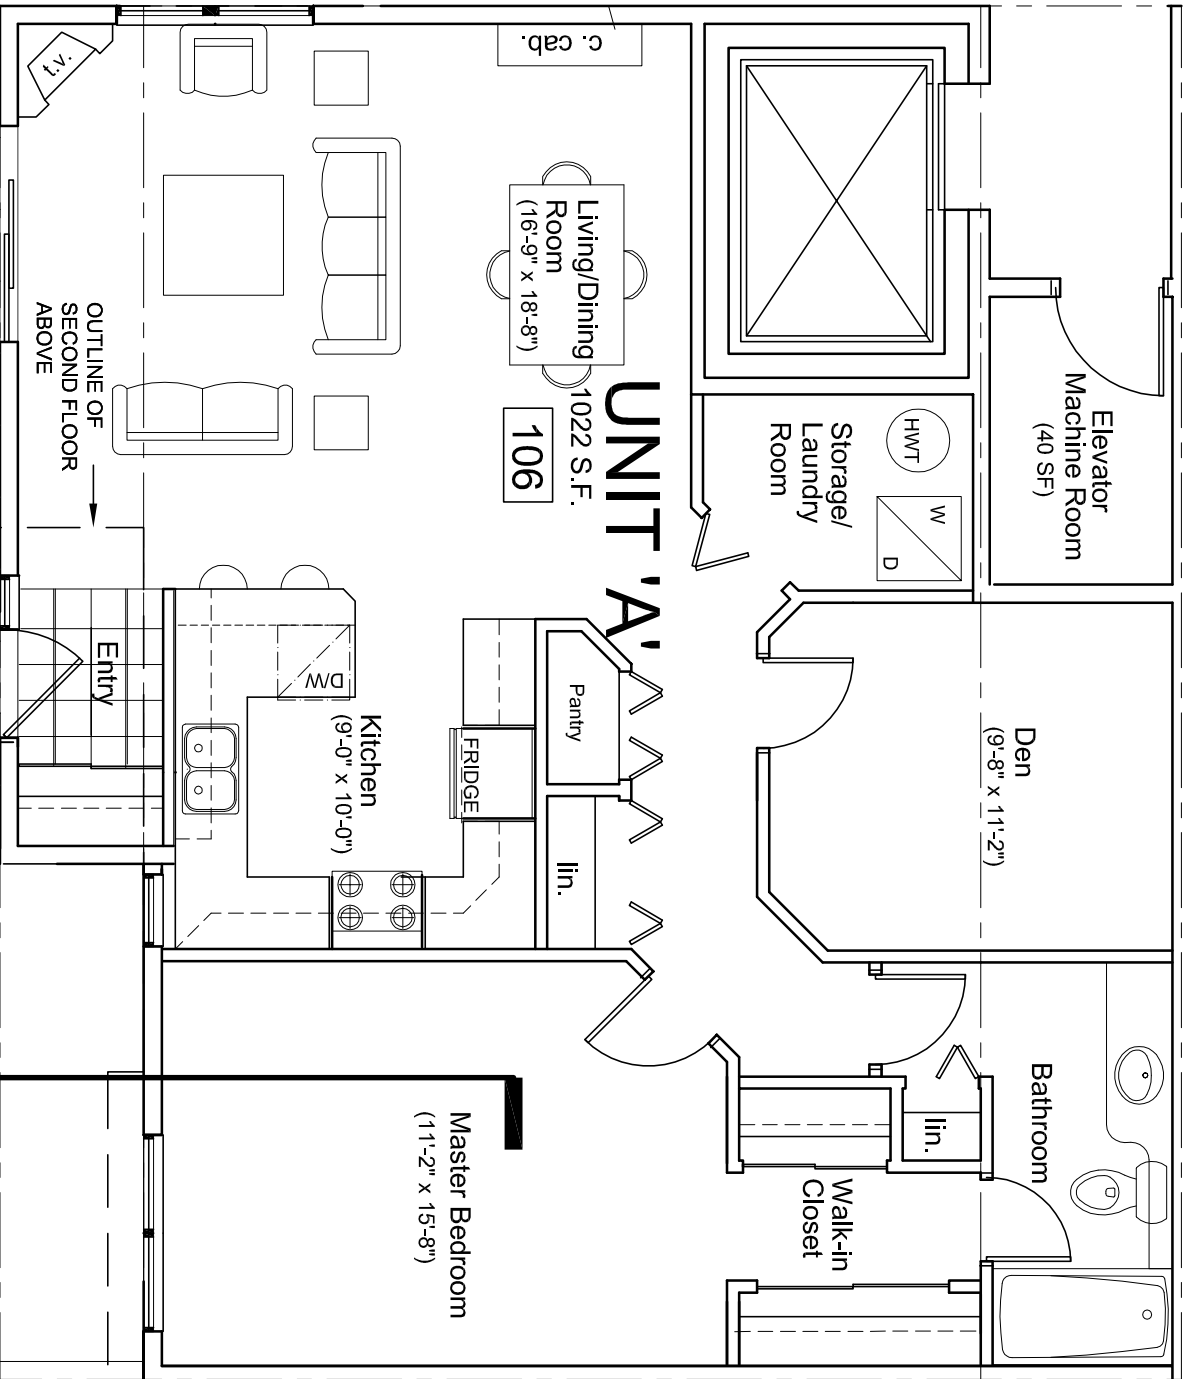 t.v.
c. cab.
Living/Dining
Room
(16'-9" x 18'-8")
UNIT 'A'
1022 S.F.
106
OUTLINE OF
SECOND FLOOR
ABOVE
Elevator
Machine Room
(40 SF)
HWT
W
D
Storage/
Laundry
Room
Entry
D/W
Kitchen
(9'-0" x 10'-0")
FRIDGE
Pantry
lin.
Den
(9'-8" x 11'-2")
Bathroom
lin.
Walk-in
Closet
Master Bedroom
(11'-2" x 15'-8")